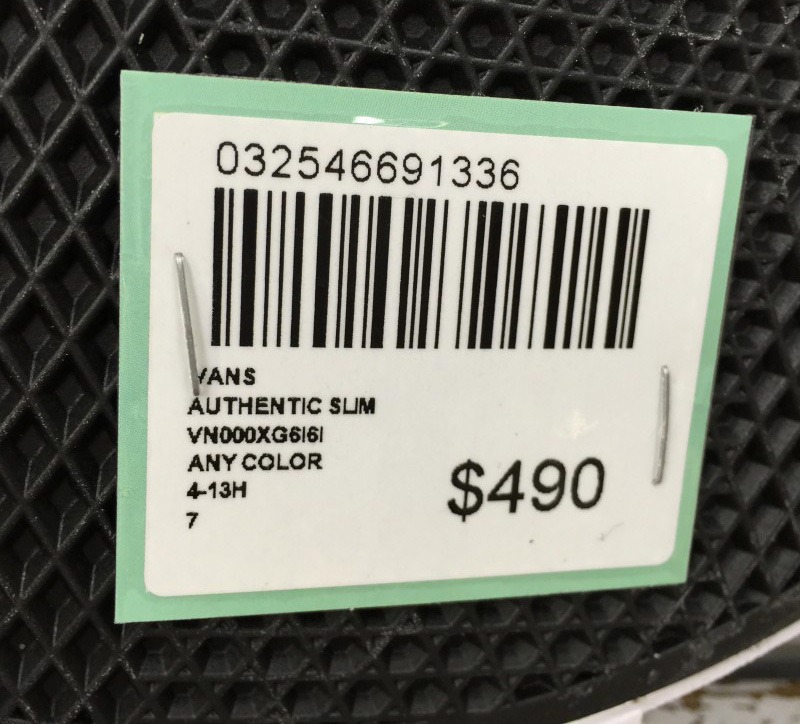 032546691336
VANS
AUTHENTIC SLIM
VN000XG6I6I
ANY COLOR
4-13H
7
$490